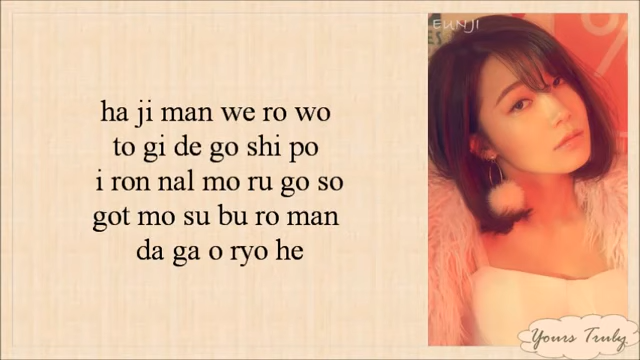 EUNJI
ha ji man we ro wo
to gi de go shi po
i ron nal mo ru go so
got mo su bu ro man
da ga o ryo he
Yours Truly